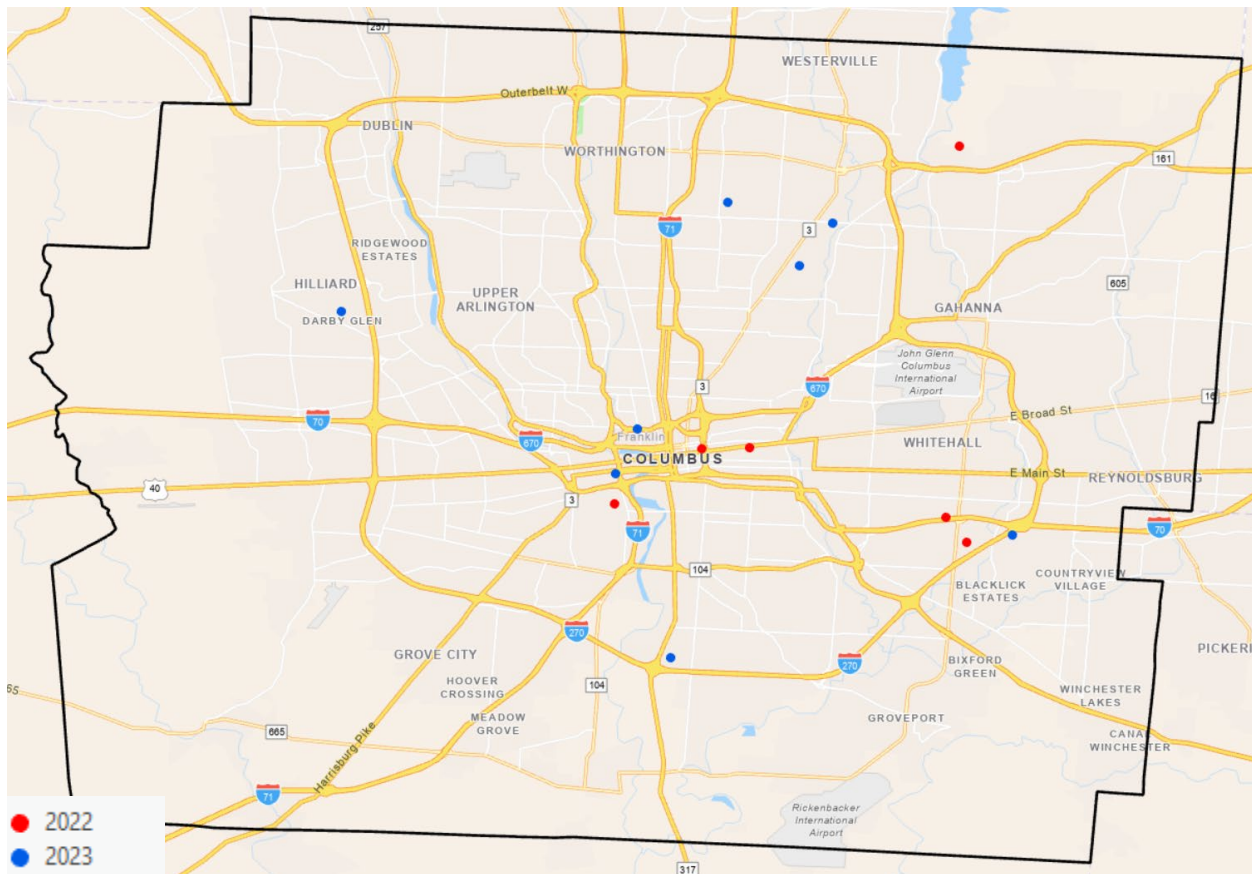 257
WESTERVILLE
Outerbelt W
DUBLIN
WORTHINGTON
161
3
71
RIDGEWOOD
ESTATES
HILLIARD
UPPER
ARLINGTON
605
GAHANNA
DARBY GLEN
John Glenn
Columbus
International
Airport
3
670
16
E Broad St
70
Franklin
670
WHITEHALL
COLUMBUS
E Main St
REYNOLDSBURG
40
3
71
70
104
BLACKLICK
ESTATES
COUNTRYVIEW
VILLAGE
270
GROVE CITY
HOOVER
CROSSING
104
270
BIXFORD
GREEN
PICKERI
WINCHESTER
LAKES
MEADOW
GROVE
GROVEPORT
665
Harrisburg Pike
CANAL
WINCHESTER
71
Rickenbacker
International
Airport
317
2022
2023